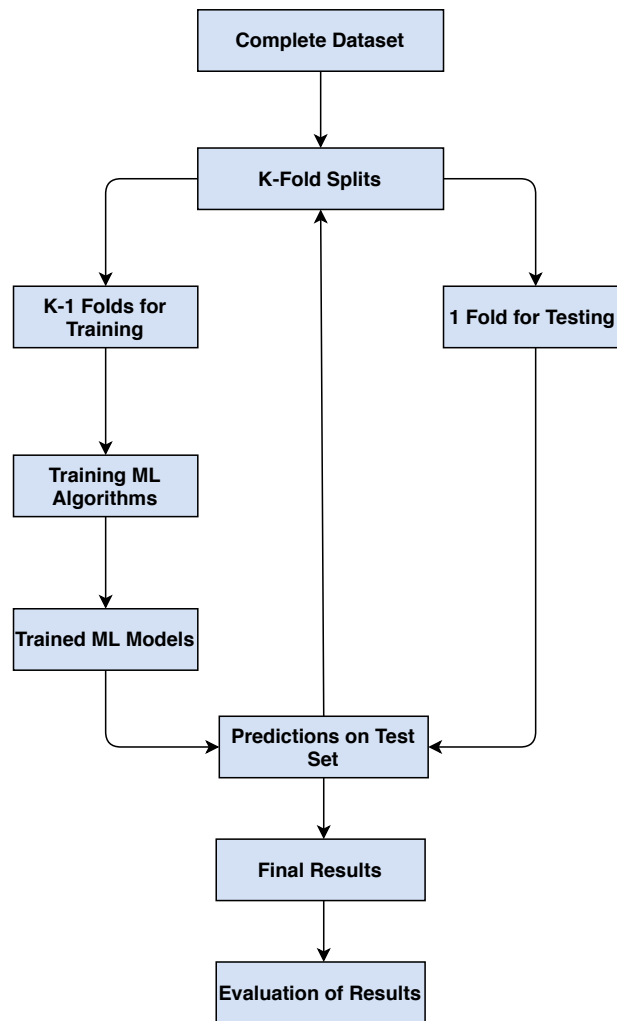 Complete Dataset
K-Fold Splits
K-1 Folds for
Training
1 Fold for Testing
Training ML
Algorithms
Trained ML Models
Predictions on Test
Set
Final Results
Evaluation of Results